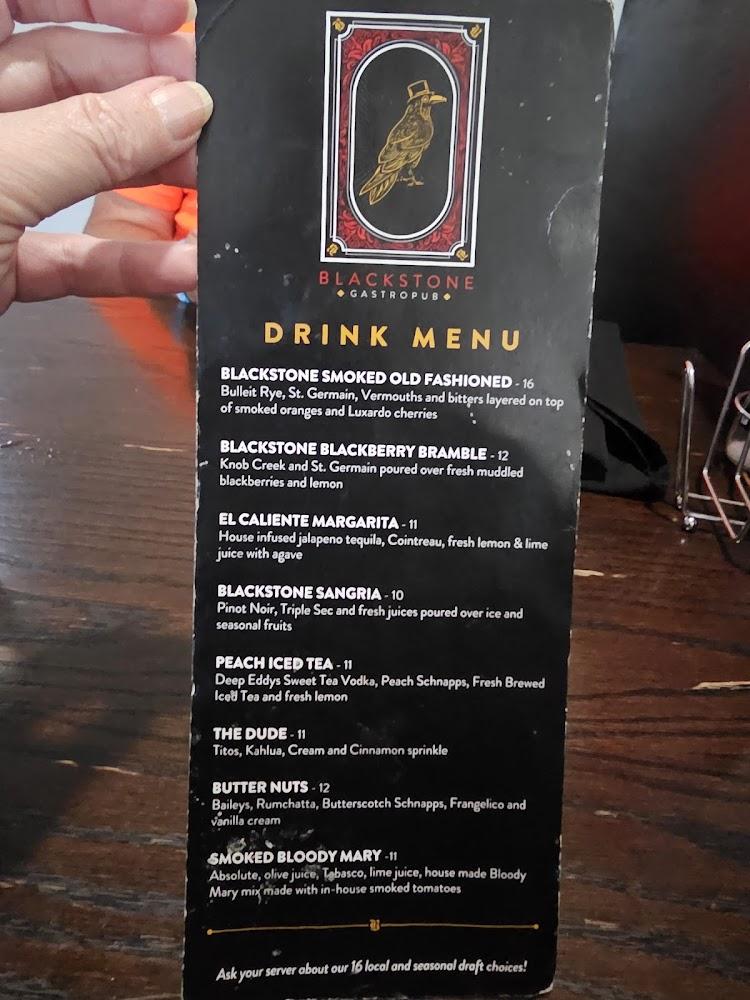 BLACKSTONE
GASTROPUB
DRINK MENU
BLACKSTONE SMOKED OLD FASHIONED - 16
Bulleit Rye, St. Germain, Vermouths and bitters layered on top
of smoked oranges and Luxardo cherries
BLACKSTONE BLACKBERRY BRAMBLE - 12
Knob Creek and St. Germain poured over fresh muddled
blackberries and lemon
EL CALIENTE MARGARITA - 11
House infused jalapeno tequila, Cointreau, fresh lemon & lime
juice with agave
BLACKSTONE SANGRIA - 10
Pinot Noir, Triple Sec and fresh juices poured over ice and
seasonal fruits
PEACH ICED TEA - 11
Deep Eddys Sweet Tea Vodka, Peach Schnapps, Fresh Brewed
Iced Tea and fresh lemon
THE DUDE - 11
Titos, Kahlua, Cream and Cinnamon sprinkle
BUTTER NUTS - 12
Baileys, Rumchatta, Butterscotch Schnapps, Frangelico and
vanilla cream
SMOKED BLOODY MARY -11
Absolute, olive juice, Tabasco, lime juice, house made Bloody
Mary mix made with in-house smoked tomatoes
Ask your server about our 16 local and seasonal draft choices!